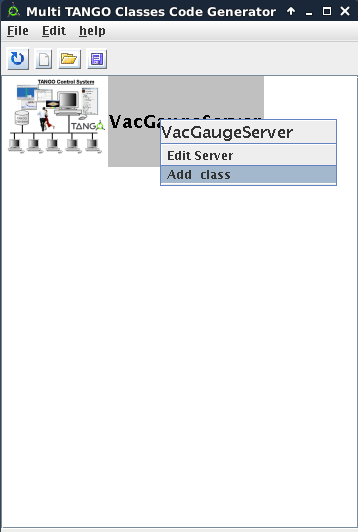 Multi TANGO Classes Code Generator
File Edit help
TANGO Control System
TANGO
VacGaugeServer
VacGaugeServer
Edit Server
Add class